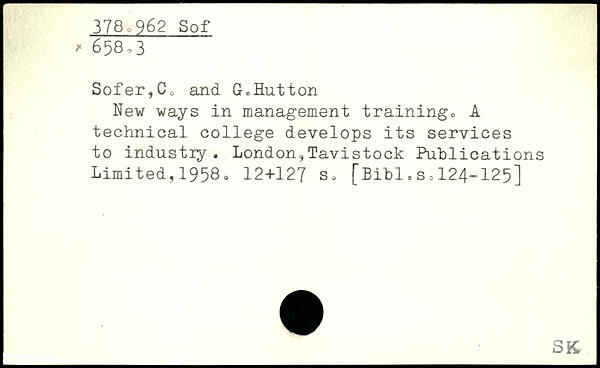 378.962 Sof
* 658.3
Sofer,C. and G.Hutton
New ways in management training. A
technical college develops its services
to industry. London,Tavistock Publications
Limited,1958. 12+127 s. [Bibl.s.124-125]
SK